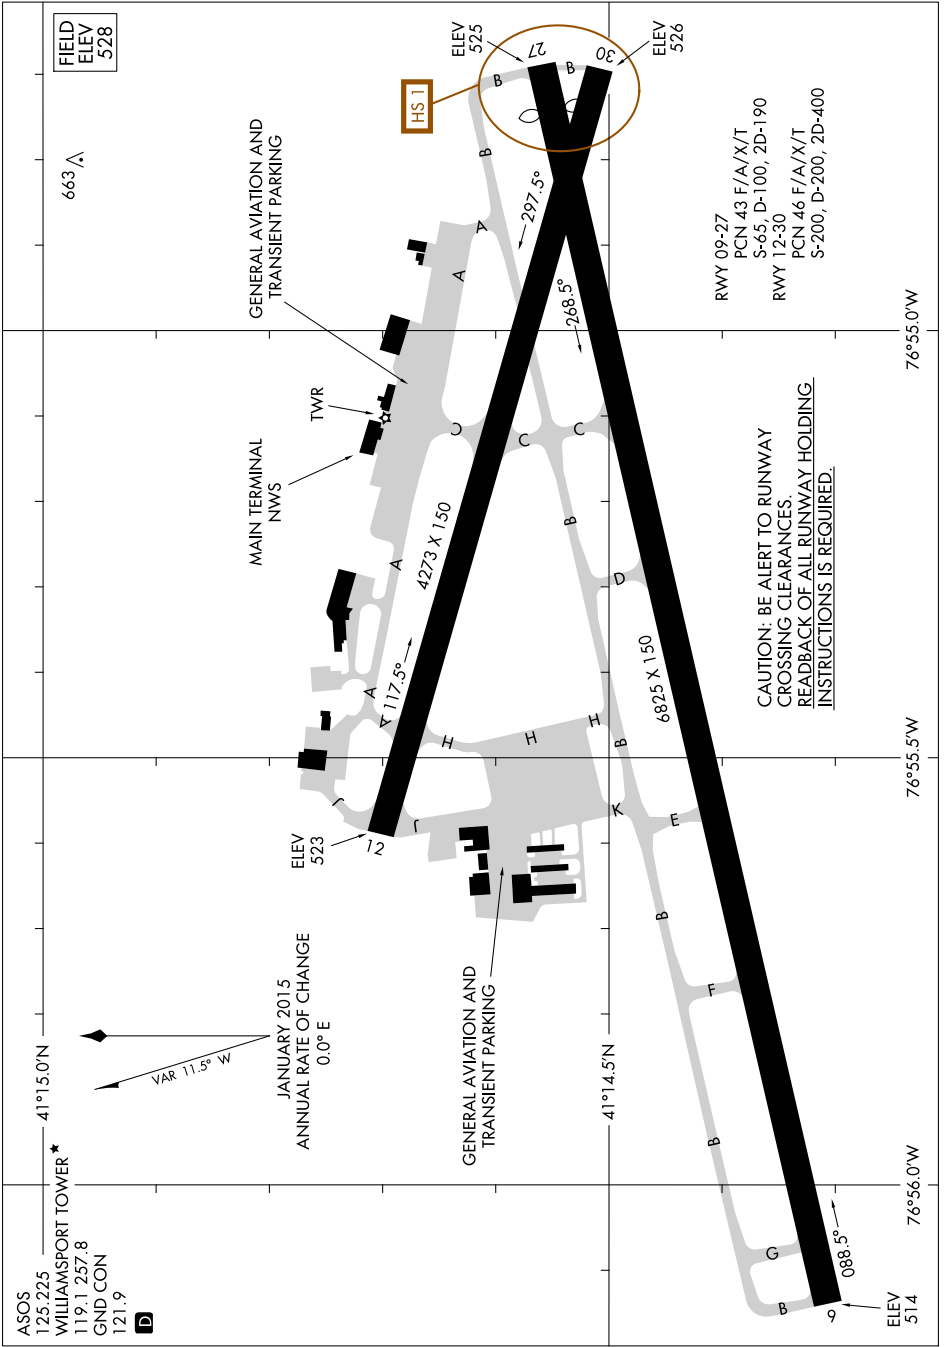 ASOS
125.225
WILLIAMSPORT TOWER★
119.1 257.8
GND CON
121.9
D
41°15.0'N
VAR 11.5° W
JANUARY 2015
ANNUAL RATE OF CHANGE
0.0° E
663
FIELD
ELEV
528
GENERAL AVIATION AND
TRANSIENT PARKING
TWR
MAIN TERMINAL
NWS
HS 1
ELEV
525
27
30
ELEV
526
B
B
B
A
A
297.5°
268.5°
C
C
C
A
4273 X 150
B
D
A
A
117.5°
H
H
H
B
6825 X 150
J
J
ELEV
523
12
K
E
B
F
GENERAL AVIATION AND
TRANSIENT PARKING
41°14.5'N
B
G
B
9
088.5°
ELEV
514
RWY 09-27
PCN 43 F/A/X/T
S-65, D-100, 2D-190
RWY 12-30
PCN 46 F/A/X/T
S-200, D-200, 2D-400
CAUTION: BE ALERT TO RUNWAY
CROSSING CLEARANCES.
READBACK OF ALL RUNWAY HOLDING
INSTRUCTIONS IS REQUIRED.
76°56.0'W
76°55.5'W
76°55.0'W